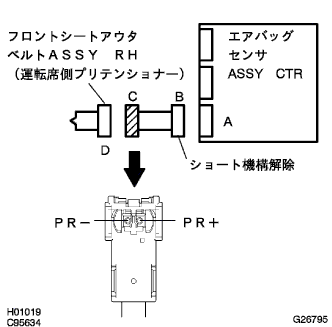 フロントシートアウタ
ベルトASSY RH
(運転席側プリテンショナー)
エアバッグ
センサ
ASSY CTR
C
B
A
D
ショート機構解除
PR−
PR+
H01019
C95634
G26795